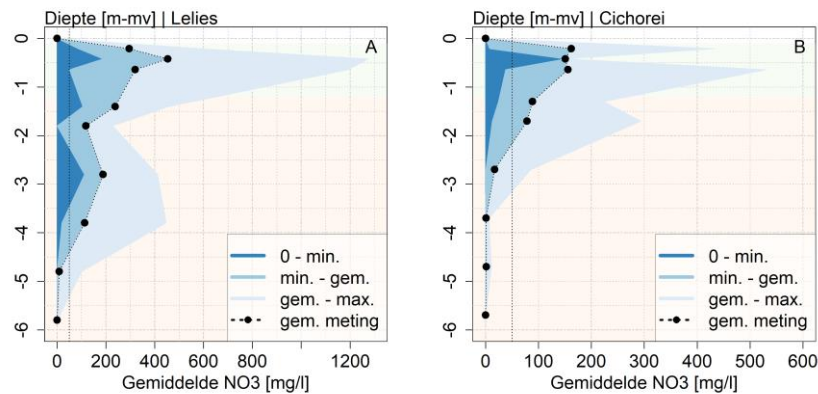 Diepte [m-mv] | Lelies
A
0
-1
-2
-3
-4
-5
-6
0 - min.
min. - gem.
gem. - max.
gem. meting
0 200 400 600 800 1200
Gemiddelde NO3 [mg/l]
Diepte [m-mv] | Cichorei
B
0
-1
-2
-3
-4
-5
-6
0 - min.
min. - gem.
gem. - max.
gem. meting
0 100 200 300 400 500 600
Gemiddelde NO3 [mg/l]